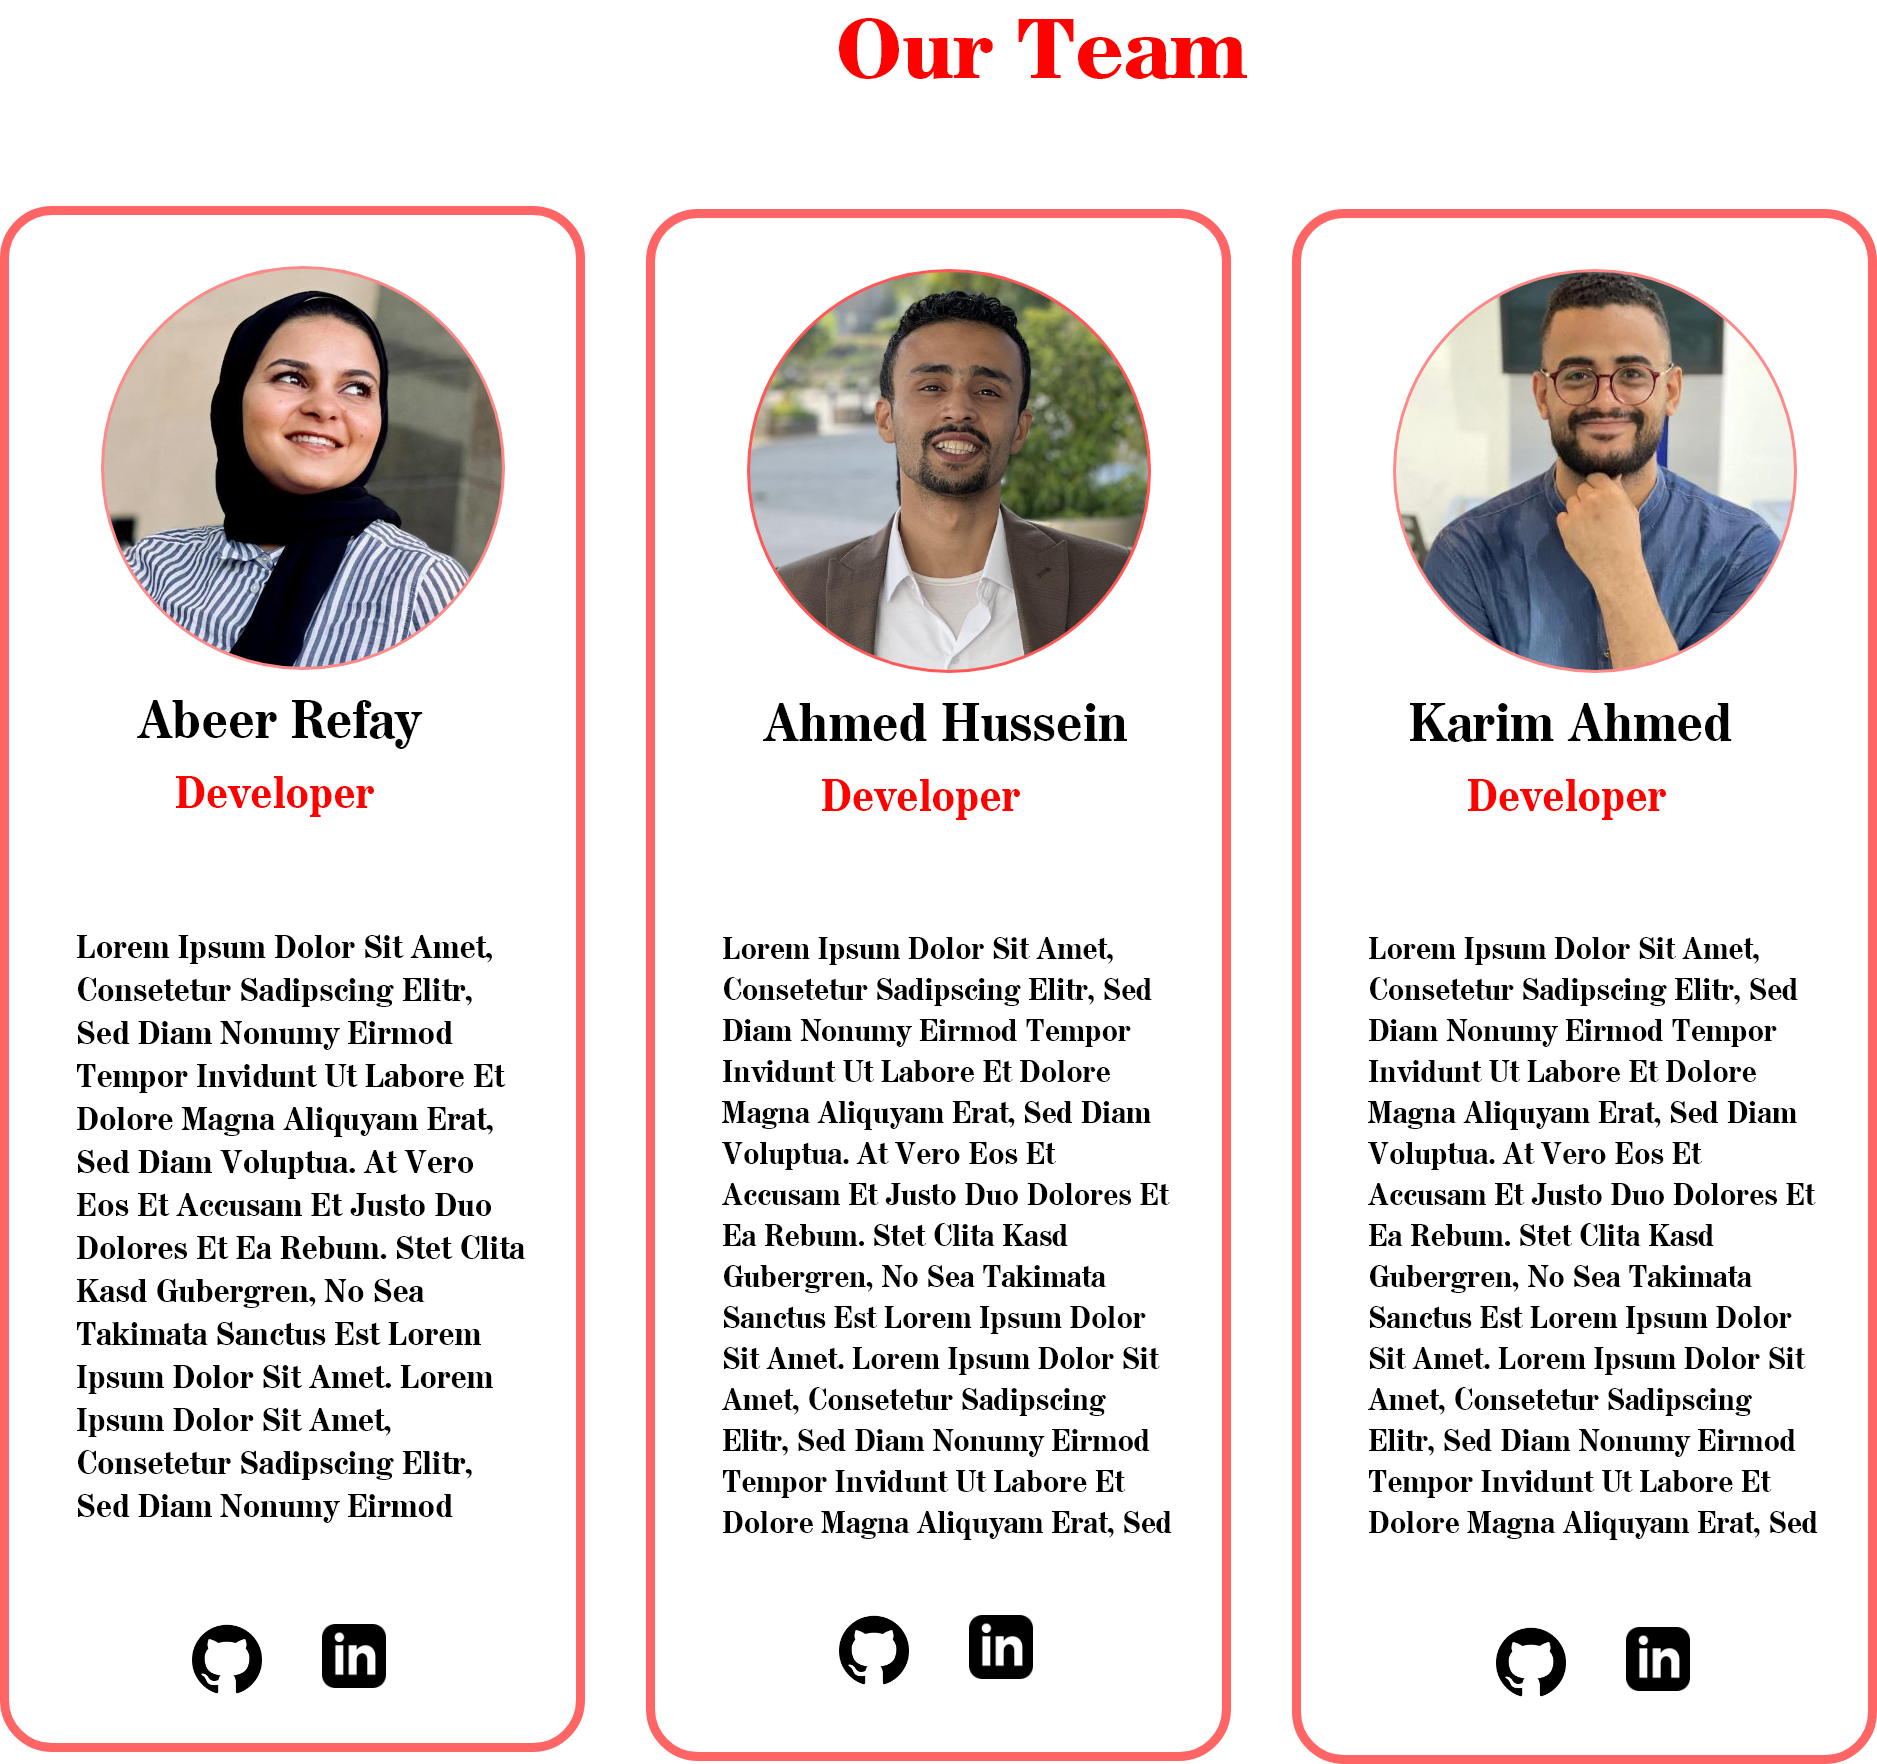 Our Team
Abeer Refay
Developer
Lorem Ipsum Dolor Sit Amet,
Consetetur Sadipscing Elitr,
Sed Diam Nonumy Eirmod
Tempor Invidunt Ut Labore Et
Dolore Magna Aliquyam Erat,
Sed Diam Voluptua. At Vero
Eos Et Accusam Et Justo Duo
Dolores Et Ea Rebum. Stet Clita
Kasd Gubergren, No Sea
Takimata Sanctus Est Lorem
Ipsum Dolor Sit Amet. Lorem
Ipsum Dolor Sit Amet,
Consetetur Sadipscing Elitr,
Sed Diam Nonumy Eirmod
in
Ahmed Hussein
Developer
Lorem Ipsum Dolor Sit Amet,
Consetetur Sadipscing Elitr, Sed
Diam Nonumy Eirmod Tempor
Invidunt Ut Labore Et Dolore
Magna Aliquyam Erat, Sed Diam
Voluptua. At Vero Eos Et
Accusam Et Justo Duo Dolores Et
Ea Rebum. Stet Clita Kasd
Gubergren, No Sea Takimata
Sanctus Est Lorem Ipsum Dolor
Sit Amet. Lorem Ipsum Dolor Sit
Amet, Consetetur Sadipscing
Elitr, Sed Diam Nonumy Eirmod
Tempor Invidunt Ut Labore Et
Dolore Magna Aliquyam Erat, Sed
in
Karim Ahmed
Developer
Lorem Ipsum Dolor Sit Amet,
Consetetur Sadipscing Elitr, Sed
Diam Nonumy Eirmod Tempor
Invidunt Ut Labore Et Dolore
Magna Aliquyam Erat, Sed Diam
Voluptua. At Vero Eos Et
Accusam Et Justo Duo Dolores Et
Ea Rebum. Stet Clita Kasd
Gubergren, No Sea Takimata
Sanctus Est Lorem Ipsum Dolor
Sit Amet. Lorem Ipsum Dolor Sit
Amet, Consetetur Sadipscing
Elitr, Sed Diam Nonumy Eirmod
Tempor Invidunt Ut Labore Et
Dolore Magna Aliquyam Erat, Sed
in